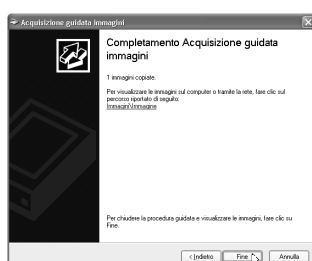 Acquisizione guidata immagini
Completamento Acquisizione guidata
immagini
1 immagini copiate.
Per visualizzare le immagini sul computer o tramite la rete, fare clic sul
percorso riportato di seguito:
Immagini\Immagine
Per chiudere la procedura guidata e visualizzare le immagini, fare clic su
Fine.
< Indietro
Fine
Annulla